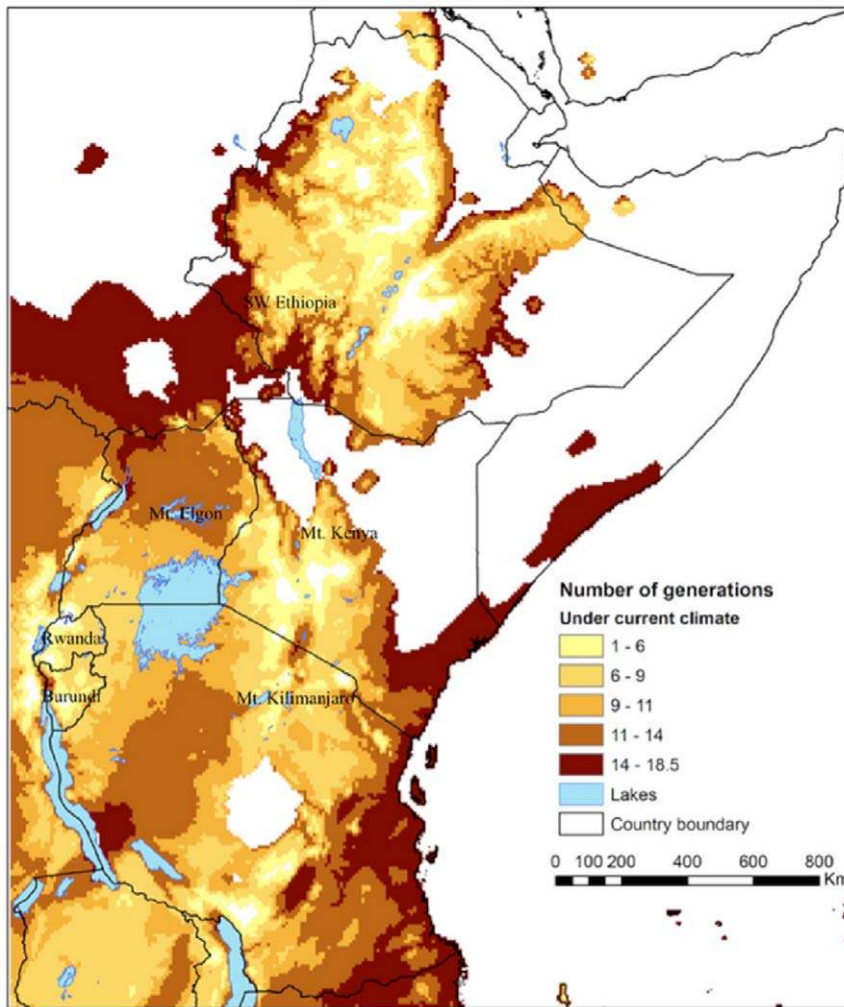 SW Ethiopia
Mt. Elgon
Mt. Kenya
Number of generations
Under current climate
1 - 6
6 - 9
Rwanda
9 - 11
Burundi
Mt. Kilimanjaro
11 - 14
14 - 18.5
Lakes
Country boundary
0 100 200 400 600 800
Km